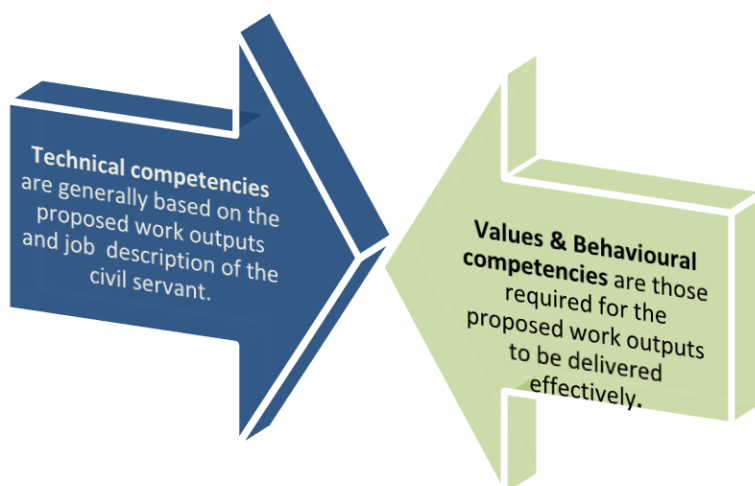 Technical competencies
are generally based on the
proposed work outputs
and job description of the
civil servant.
Values & Behavioural
competencies are those
required for the
proposed work outputs
to be delivered
effectively.